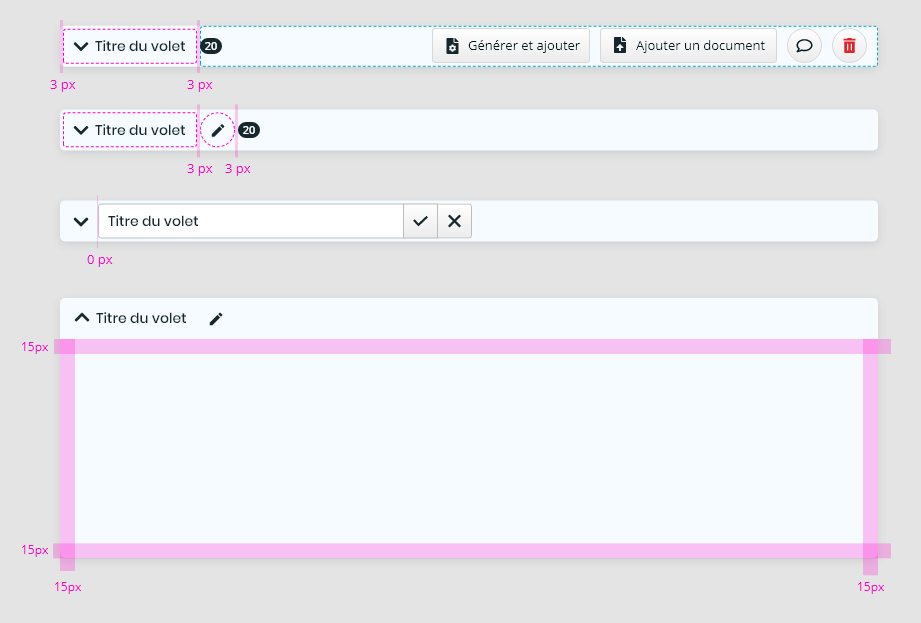 Titre du volet 20 Générer et ajouter Ajouter un document
3 px 3 px
Titre du volet 20
3 px 3 px
Titre du volet
0 px
Titre du volet
15px
15px
15px 15px